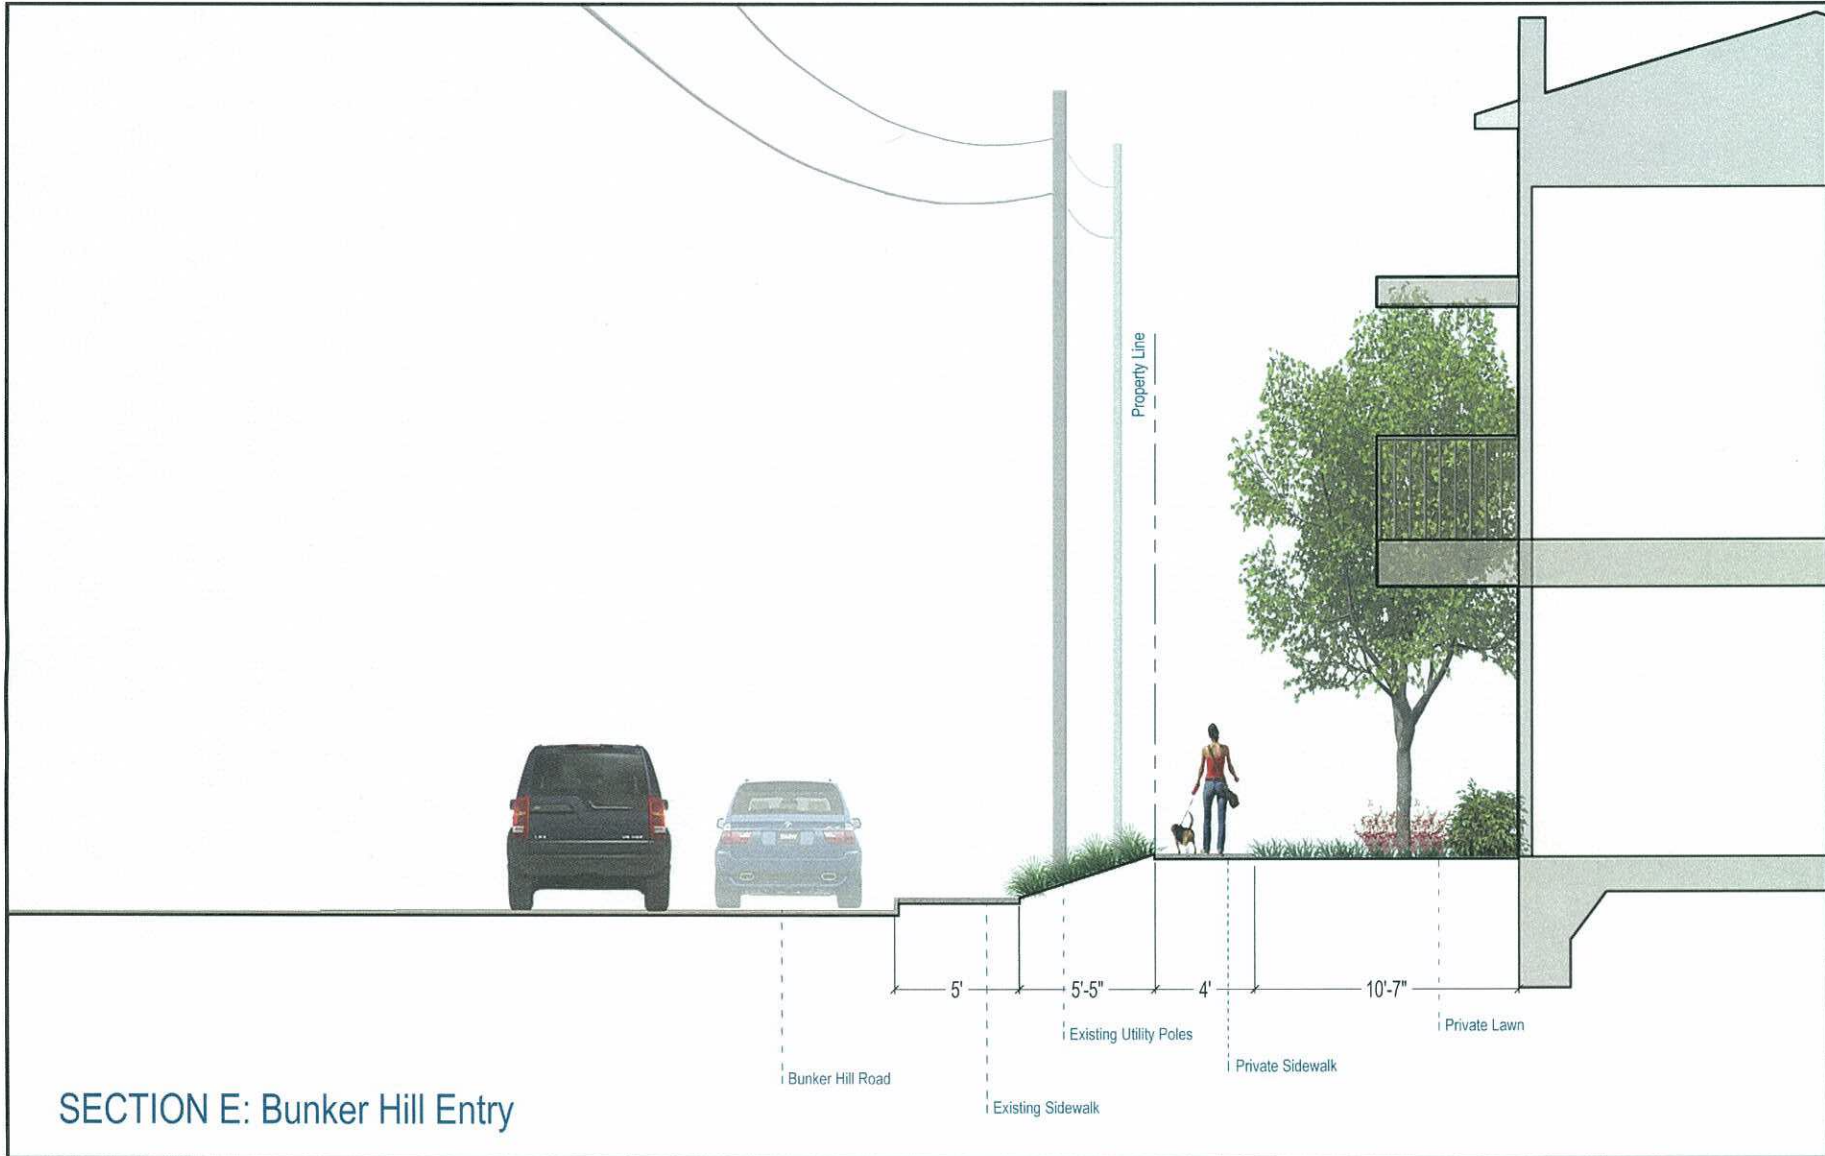 Property Line
5'
5'-5"
4'
10'-7"
Private Lawn
Existing Utility Poles
Private Sidewalk
Bunker Hill Road
Existing Sidewalk
SECTION E: Bunker Hill Entry